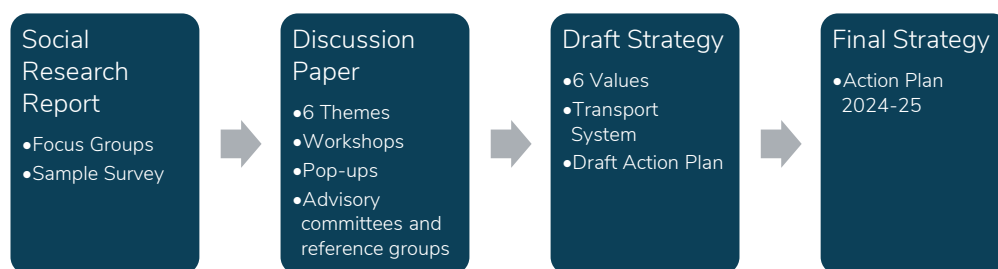 Social
Research
Report
•Focus Groups
•Sample Survey
Discussion
Paper
•6 Themes
•Workshops
•Pop-ups
•Advisory
committees and
reference groups
Draft Strategy
•6 Values
•Transport
System
•Draft Action Plan
Final Strategy
•Action Plan
2024-25